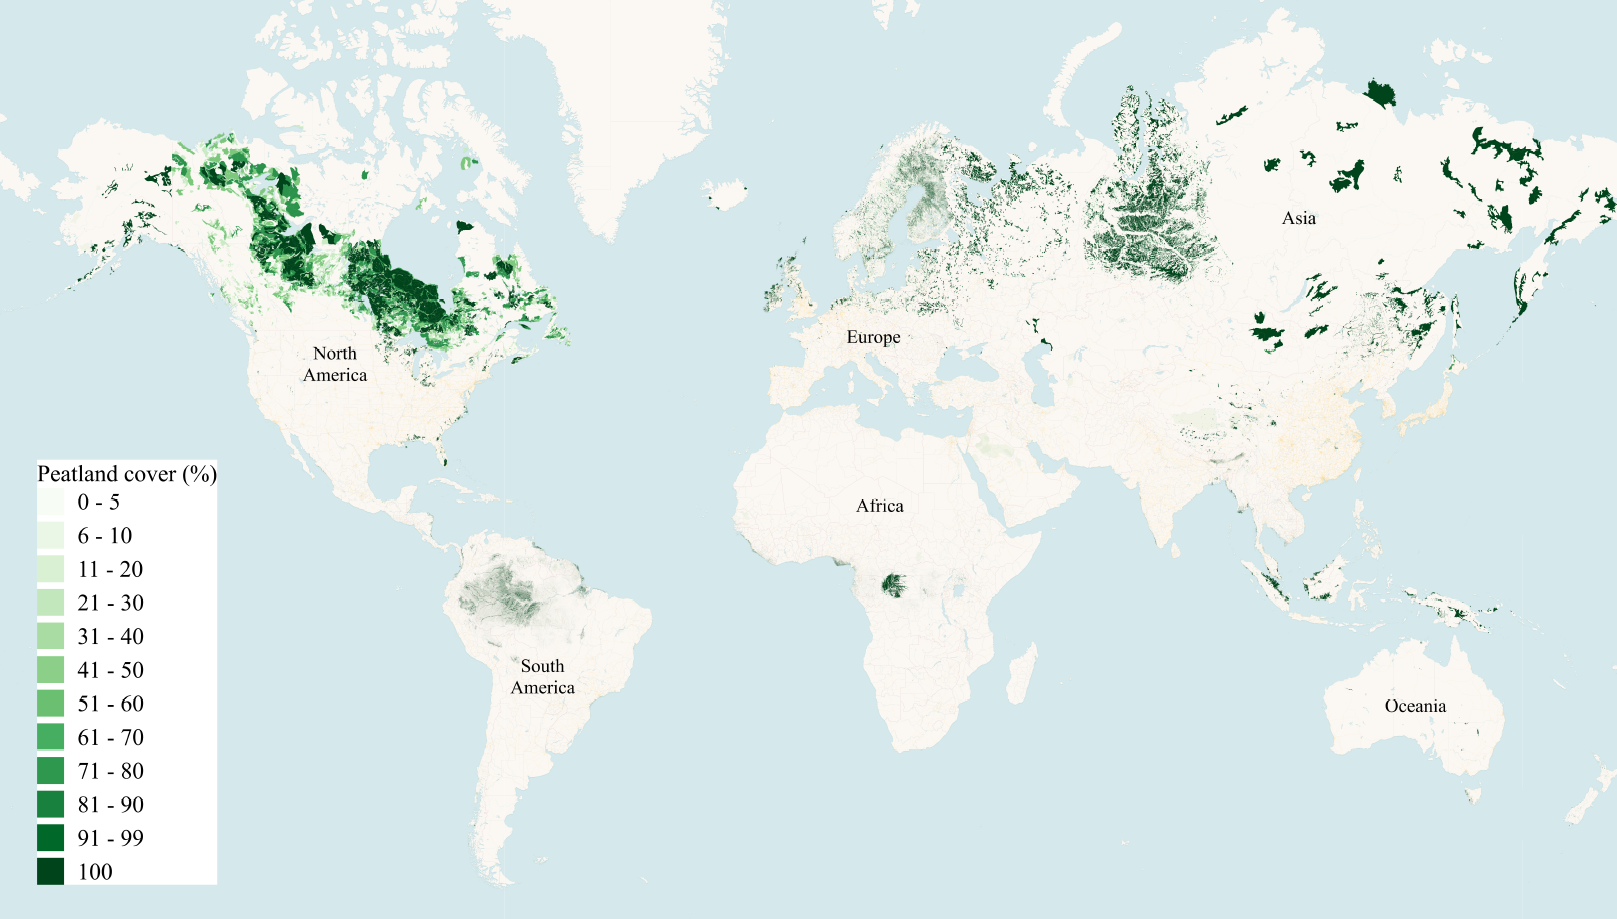 Asia
Europe
North
America
Africa
South
America
Oceania
Peatland cover (%)
0 - 5
6 - 10
11 - 20
21 - 30
31 - 40
41 - 50
51 - 60
61 - 70
71 - 80
81 - 90
91 - 99
100